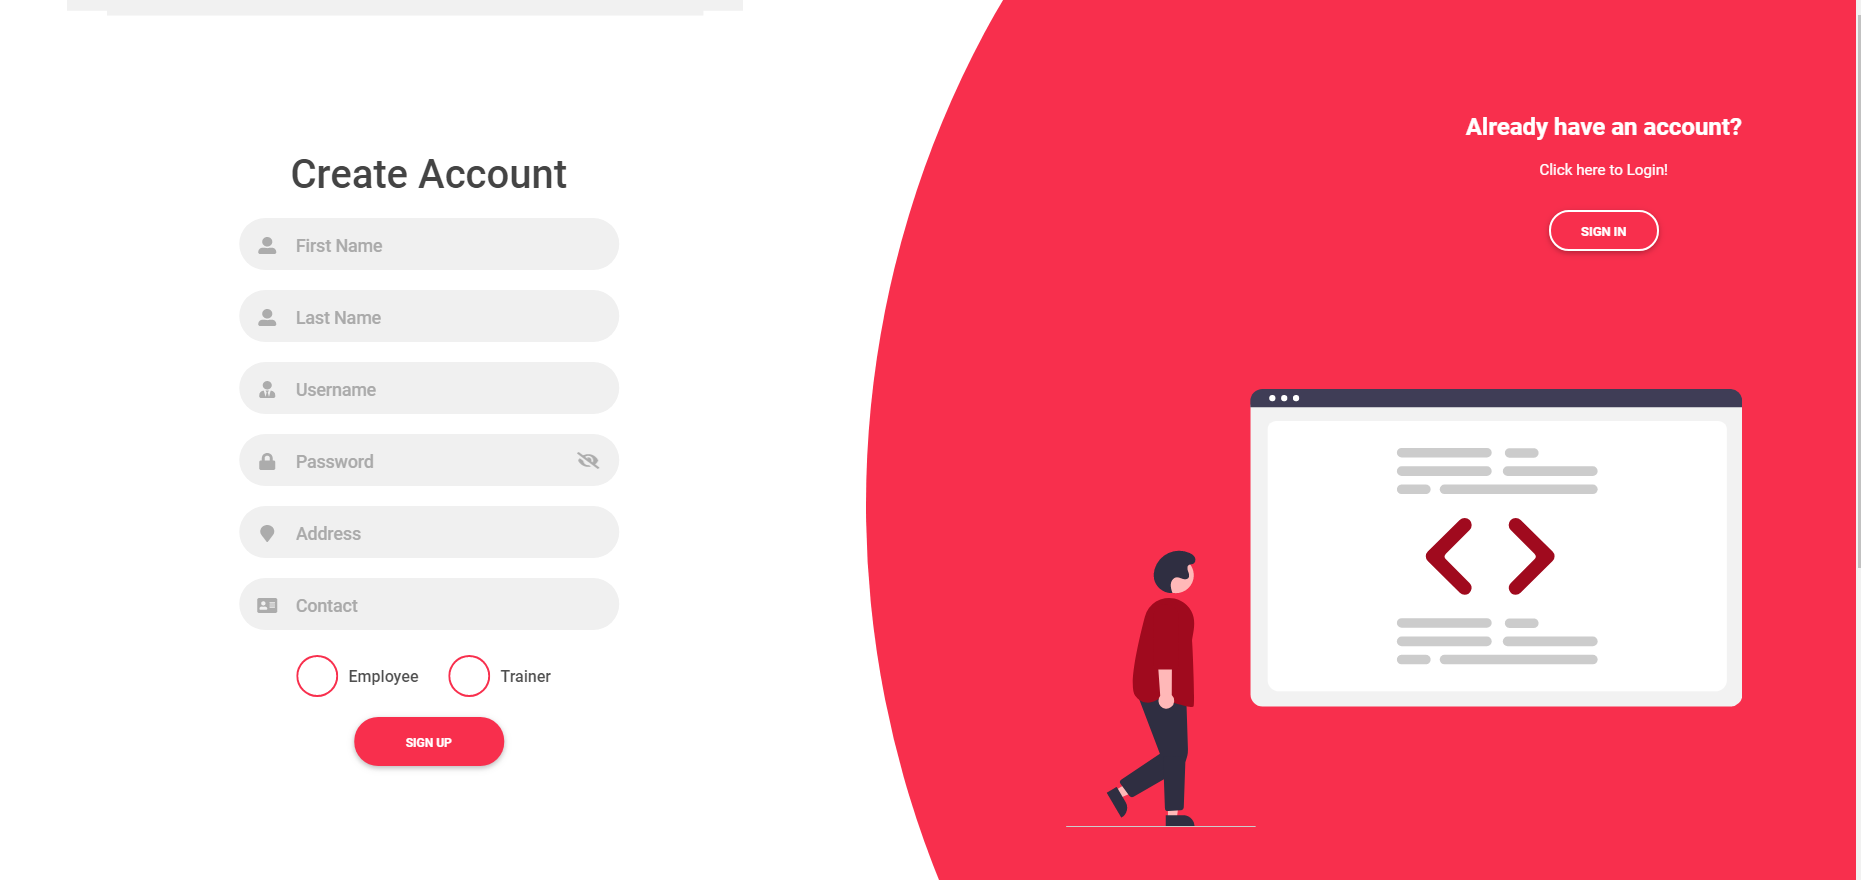 Create Account
First Name
Last Name
Username
Password
Address
Contact
Employee
Trainer
SIGN UP
Already have an account?
Click here to Login!
SIGN IN